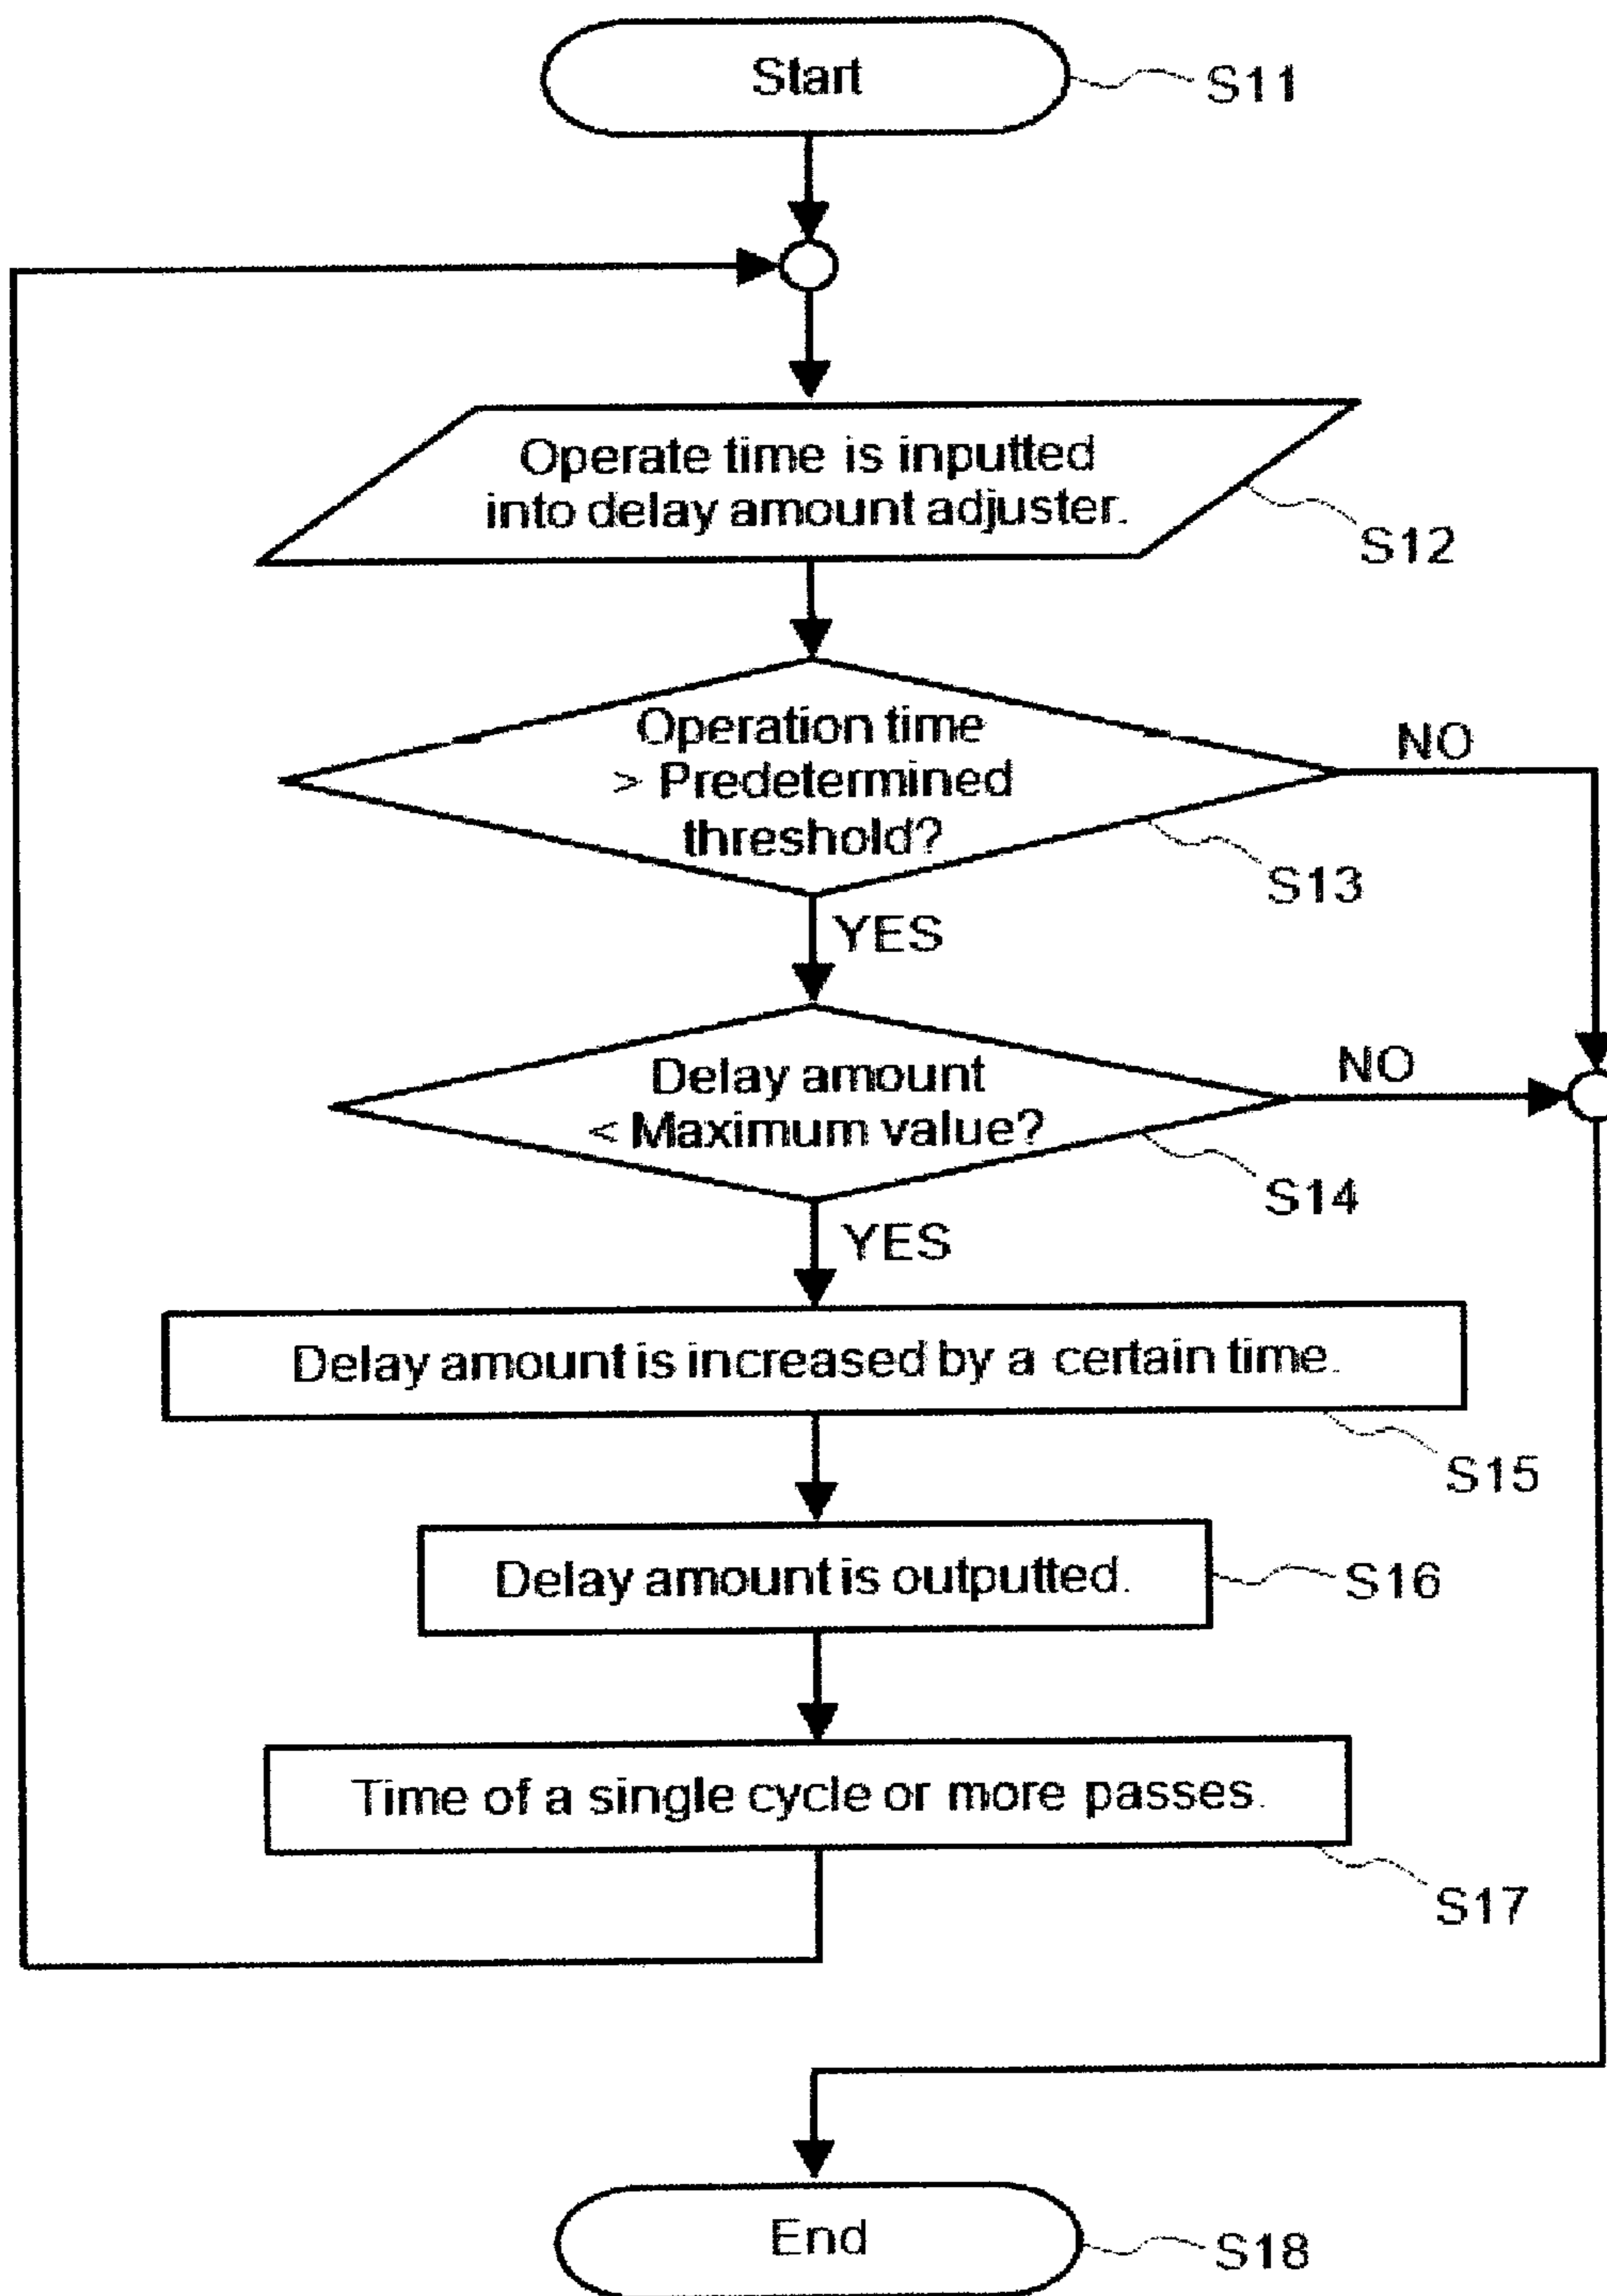 Start
S11
Operate time is inputted
into delay amount adjuster.
S12
Operation time
> Predetermined
threshold?
NO
S13
YES
Delay amount
< Maximum value?
NO
S14
YES
Delay amount is increased by a certain time.
S15
Delay amount is outputted.
S16
Time of a single cycle or more passes.
S17
End
S18